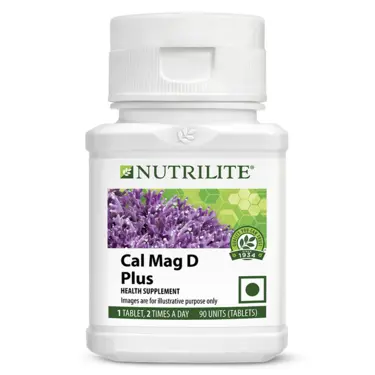 NUTRILITE®
1934
Cal Mag D
Plus
HEALTH SUPPLEMENT
Images are for illustrative purpose only
1 TABLET, 2 TIMES A DAY 90 UNITS (TABLETS)